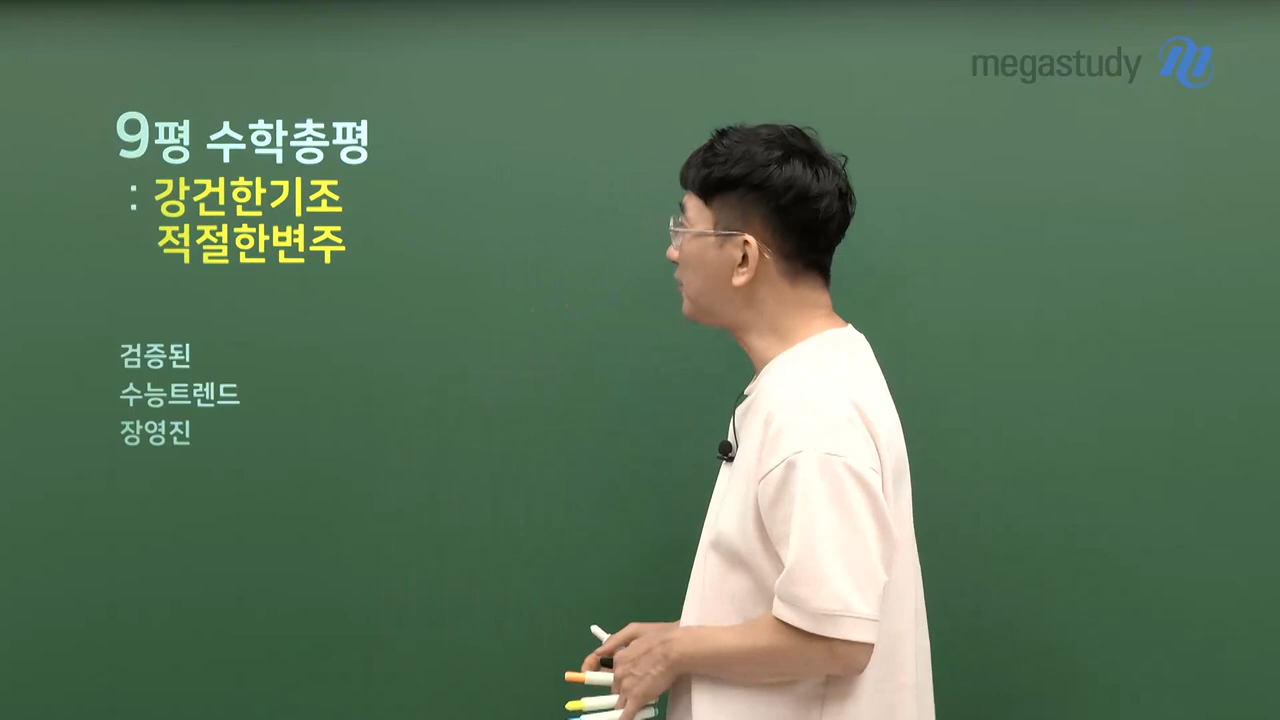 megastudy
9평 수학총평
: 강건한기조
적절한변주
검증된
수능트렌드
장영진